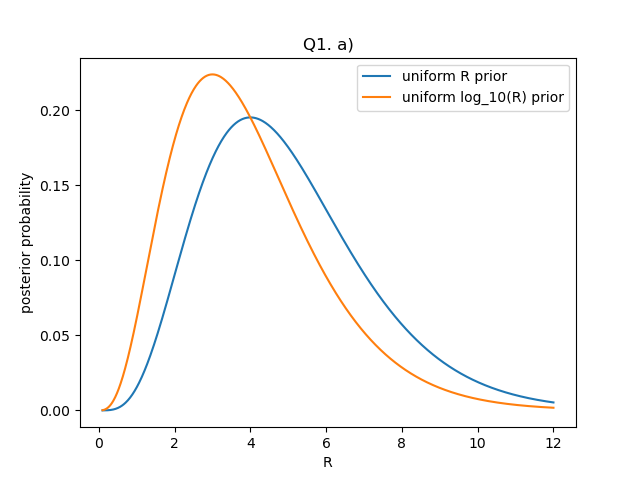 Q1. a)
uniform R prior
uniform log_10(R) prior
posterior probability
0.20
0.15
0.10
0.05
0.00
0
2
4
6
8
10
12
R